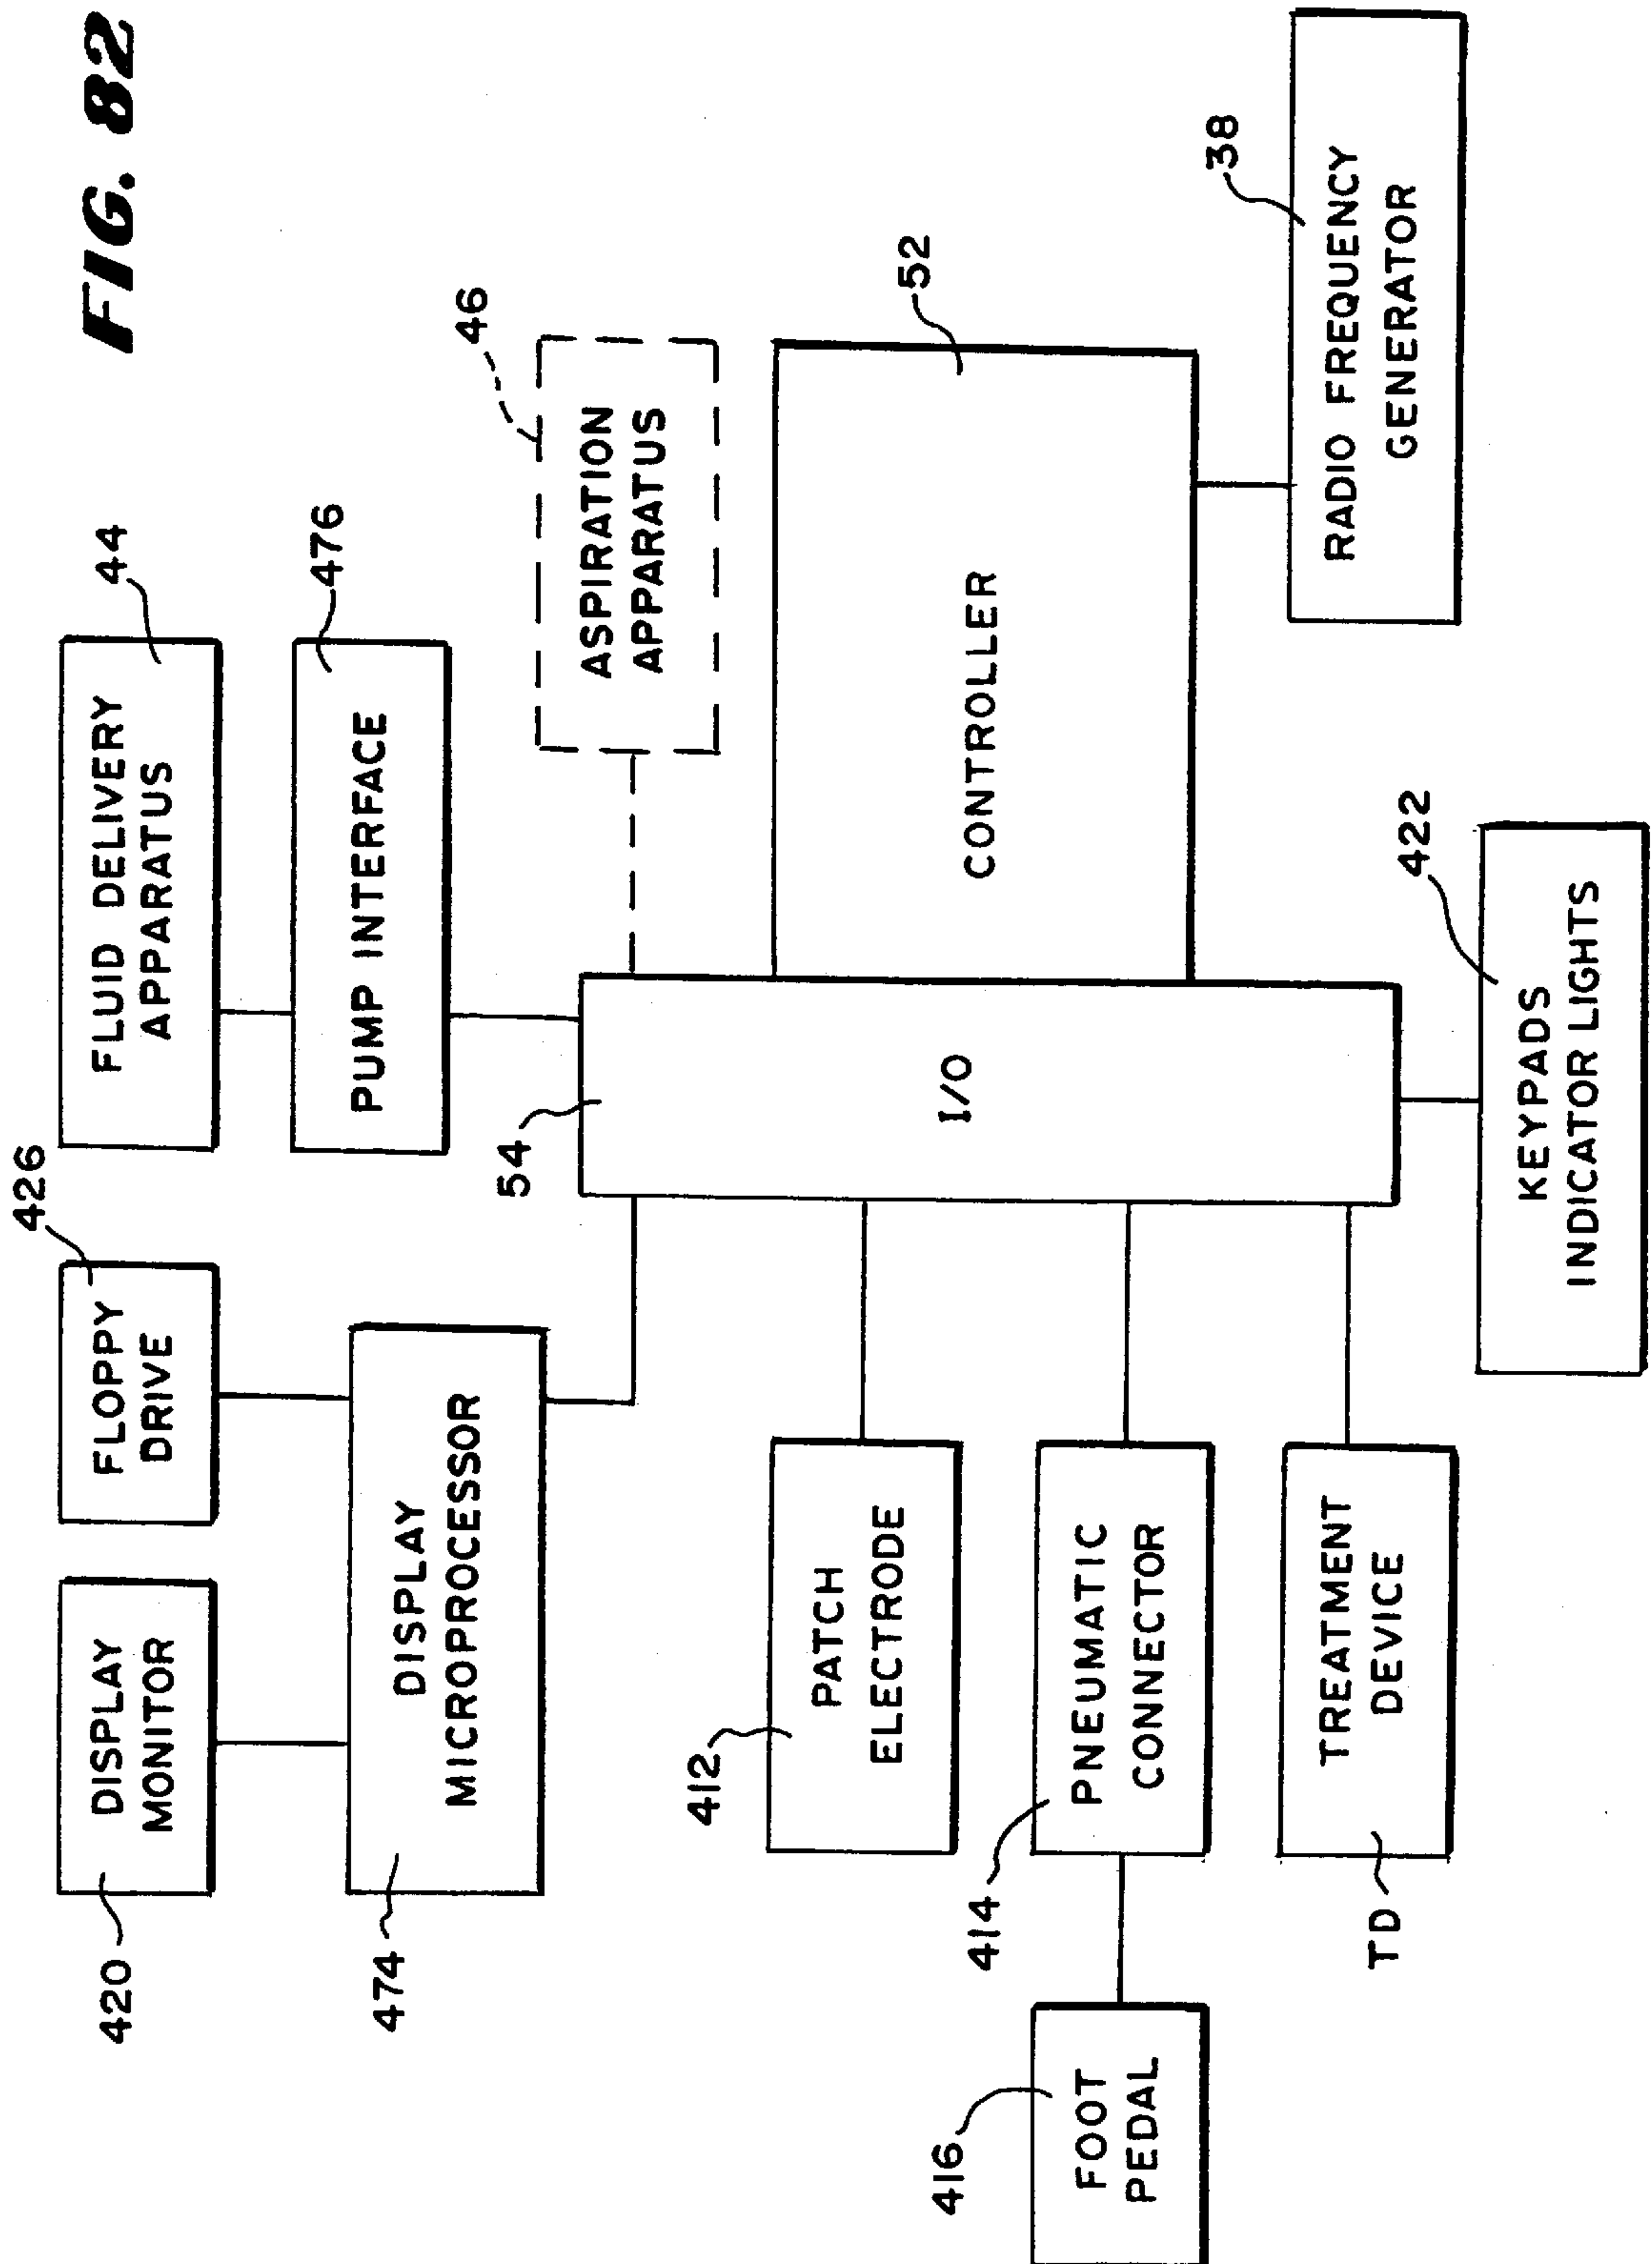 FIG. 82
420
DISPLAY
MONITOR
426
FLOPPY
DRIVE
44
FLUID DELIVERY
APPARATUS
474
DISPLAY
MICROPROCESSOR
476
PUMP INTERFACE
46
ASPIRATION
APPARATUS
54
I/O
52
CONTROLLER
412
PATCH
ELECTRODE
416
FOOT
PEDAL
414
PNEUMATIC
CONNECTOR
TD
TREATMENT
DEVICE
38
RADIO FREQUENCY
GENERATOR
422
KEYPADS
INDICATOR LIGHTS